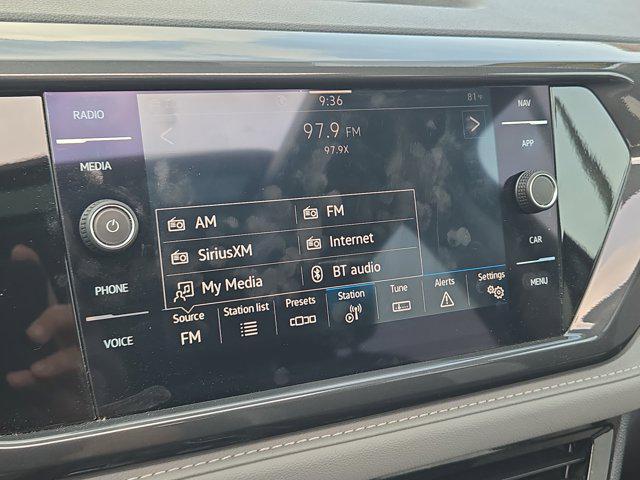 RADIO
MEDIA
PHONE
VOICE
9:36
81°F
97.9 FM
97.9X
AM
FM
SiriusXM
Internet
My Media
BT audio
Source
FM
Station list
Presets
Station
Tune
Alerts
Settings
NAV
APP
CAR
MENU